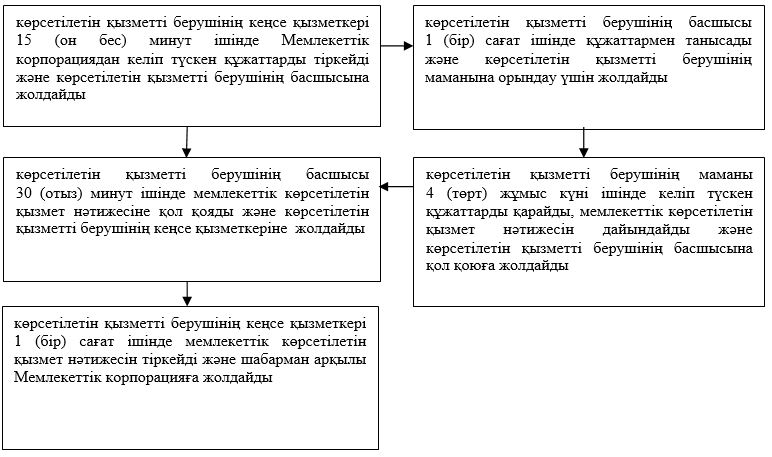 көрсетілетін қызметті берушінің кеңсе қызметкері
15 (он бес) минут ішінде Мемлекеттік
корпорациядан келіп түскен құжаттарды тіркейді
және көрсетілетін қызметті берушінің басшысына
жолдайды
көрсетілетін қызметті берушінің басшысы
1 (бір) сағат ішінде құжаттармен танысады
және көрсетілетін қызметті берушінің
маманына орындау үшін жолдайды
көрсетілетін қызметті берушінің басшысы
30 (отыз) минут ішінде мемлекеттік көрсетілетін
қызмет нәтижесіне қол қояды және көрсетілетін
қызметті берушінің кеңсе қызметкеріне жолдайды
көрсетілетін қызметті берушінің маманы
4 (төрт) жұмыс күні ішінде келіп түскен
құжаттарды қарайды, мемлекеттік көрсетілетін
қызмет нәтижесін дайындайды және
көрсетілетін қызметті берушінің басшысына
қол қоюға жолдайды
көрсетілетін қызметті берушінің кеңсе қызметкері
1 (бір) сағат ішінде мемлекеттік көрсетілетін
қызмет нәтижесін тіркейді және шабарман арқылы
Мемлекеттік корпорацияға жолдайды